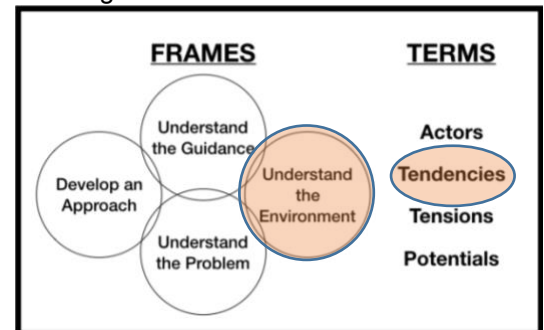 FRAMES
TERMS
Understand
the Guidance
Develop an
Approach
Understand
the
Environment
Understand
the Problem
Actors
Tendencies
Tensions
Potentials